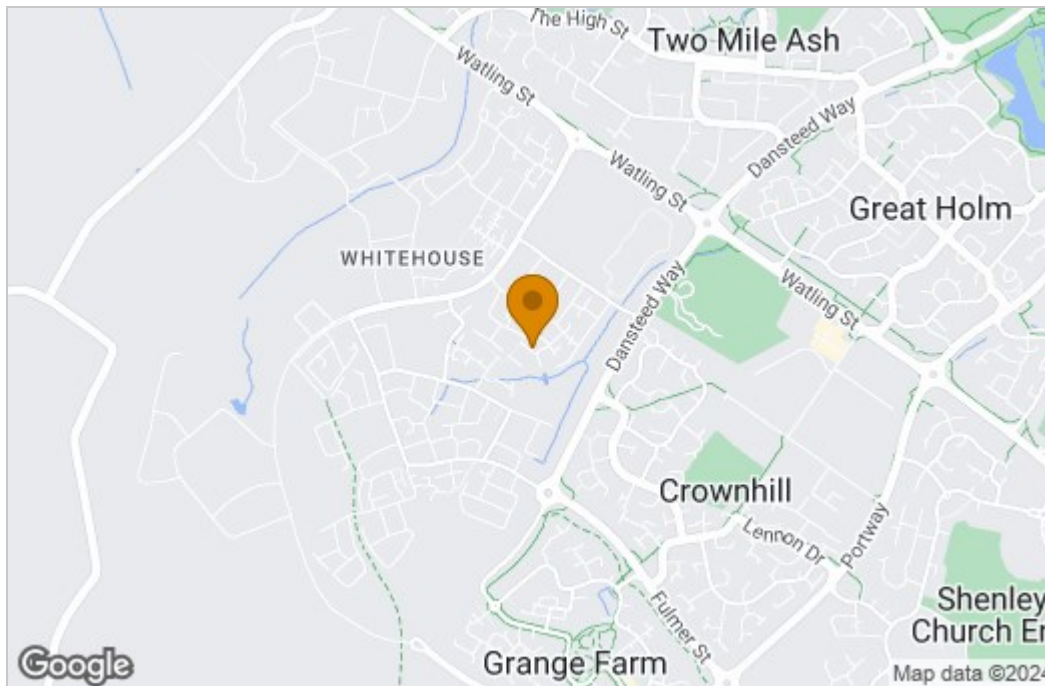 The High St
Two Mile Ash
Watling St
Dansteed Way
Watling St
Great Holm
WHITEHOUSE
Dansteed Way
Watling St
Crownhill
Lennon Dr
Portway
Shenley
Church En
Fulmer St
Grange Farm
Google
Map data ©2024